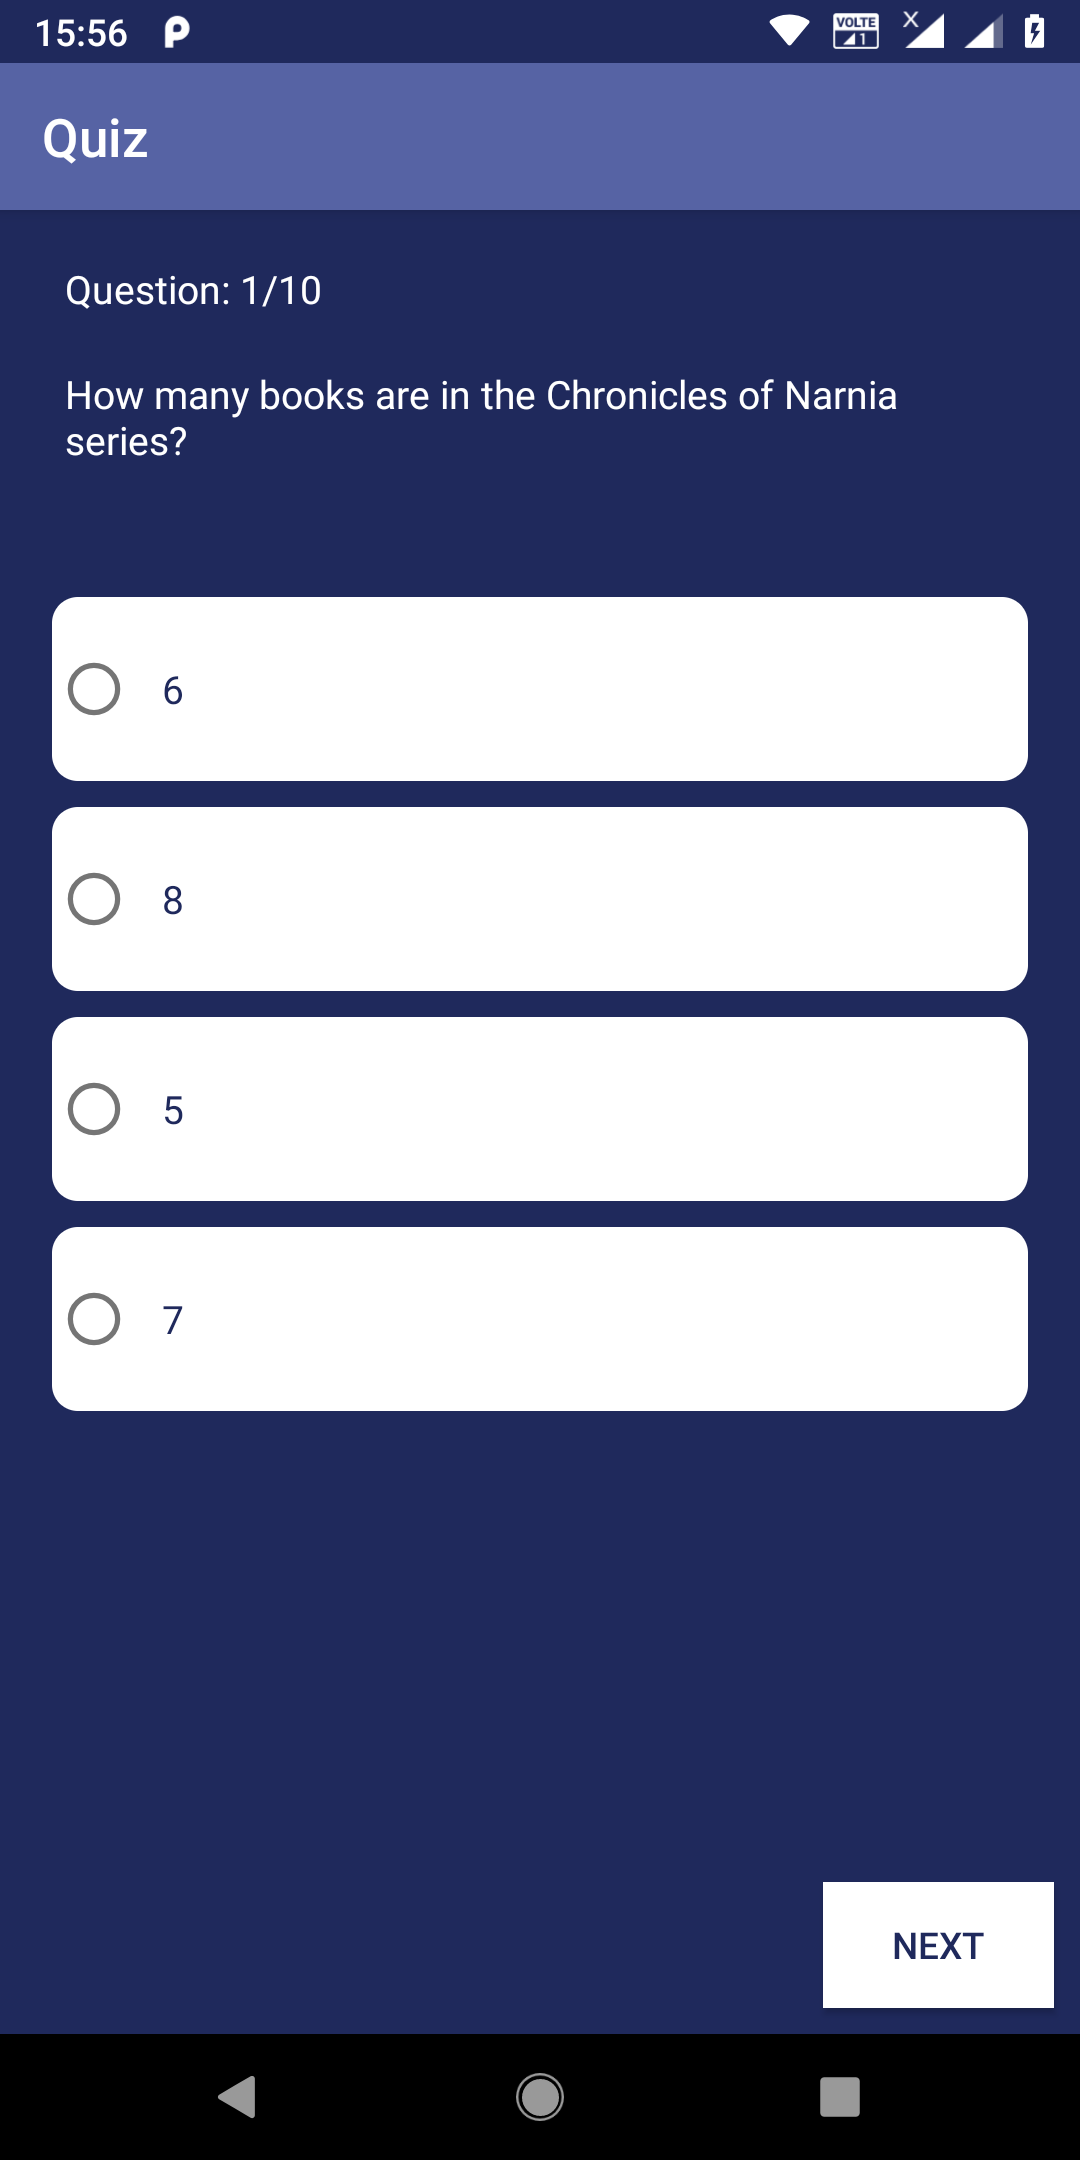 15:56
VOLTE
1
X
Quiz
Question: 1/10
How many books are in the Chronicles of Narnia
series?
6
8
5
7
NEXT